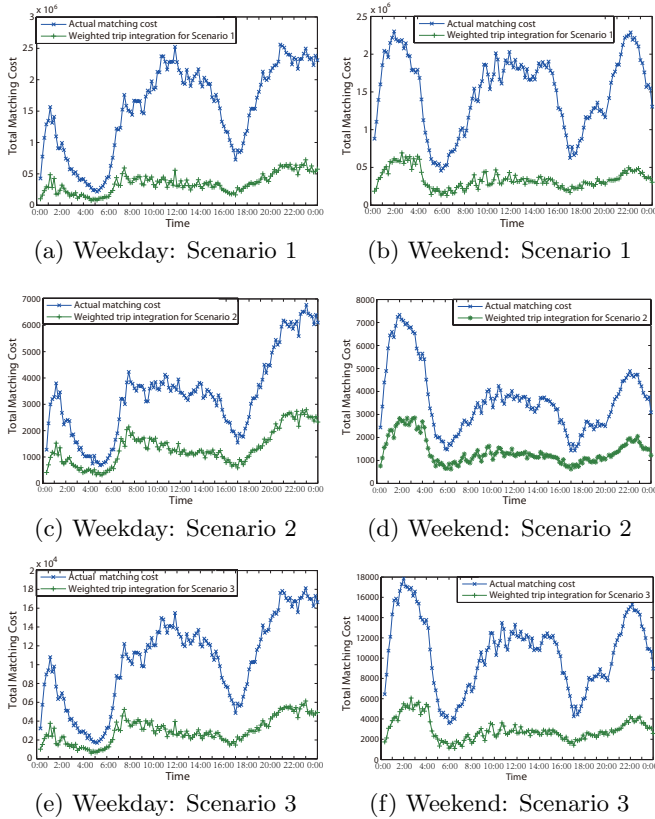 x 10⁶
Actual matching cost
Weighted trip integration for Scenario 1
Total Matching Cost
3
2.5
2
1.5
1
0.5
0
0:00 2:00 4:00 6:00 8:00 10:00 12:00 14:00 16:00 18:00 20:00 22:00 0:00
Time
(a) Weekday: Scenario 1
x 10⁶
Actual matching cost
Weighted trip integration for Scenario 1
Total Matching Cost
2.5
2
1.5
1
0.5
0
0:00 2:00 4:00 6:00 8:00 10:00 12:00 14:00 16:00 18:00 20:00 22:00 0:00
Time
(b) Weekend: Scenario 1
Actual matching cost
Weighted trip integration for Scenario 2
Total Matching Cost
7000
6000
5000
4000
3000
2000
1000
0
0:00 2:00 4:00 6:00 8:00 10:00 12:00 14:00 16:00 18:00 20:00 22:00 0:00
Time
(c) Weekday: Scenario 2
Actual matching cost
Weighted trip integration for Scenario 2
Total Matching Cost
8000
7000
6000
5000
4000
3000
2000
1000
0
0:00 2:00 4:00 6:00 8:00 10:00 12:00 14:00 16:00 18:00 20:00 22:00 0:00
Time
(d) Weekend: Scenario 2
x 10⁴
Actual matching cost
Weighted trip integration for Scenario 3
Total Matching Cost
2
1.8
1.6
1.4
1.2
1
0.8
0.6
0.4
0.2
0
0:00 2:00 4:00 6:00 8:00 10:00 12:00 14:00 16:00 18:00 20:00 22:00 0:00
Time
(e) Weekday: Scenario 3
Actual matching cost
Weighted trip integration for Scenario 3
Total Matching Cost
18000
16000
14000
12000
10000
8000
6000
4000
2000
0
0:00 2:00 4:00 6:00 8:00 10:00 12:00 14:00 16:00 18:00 20:00 22:00 0:00
Time
(f) Weekend: Scenario 3